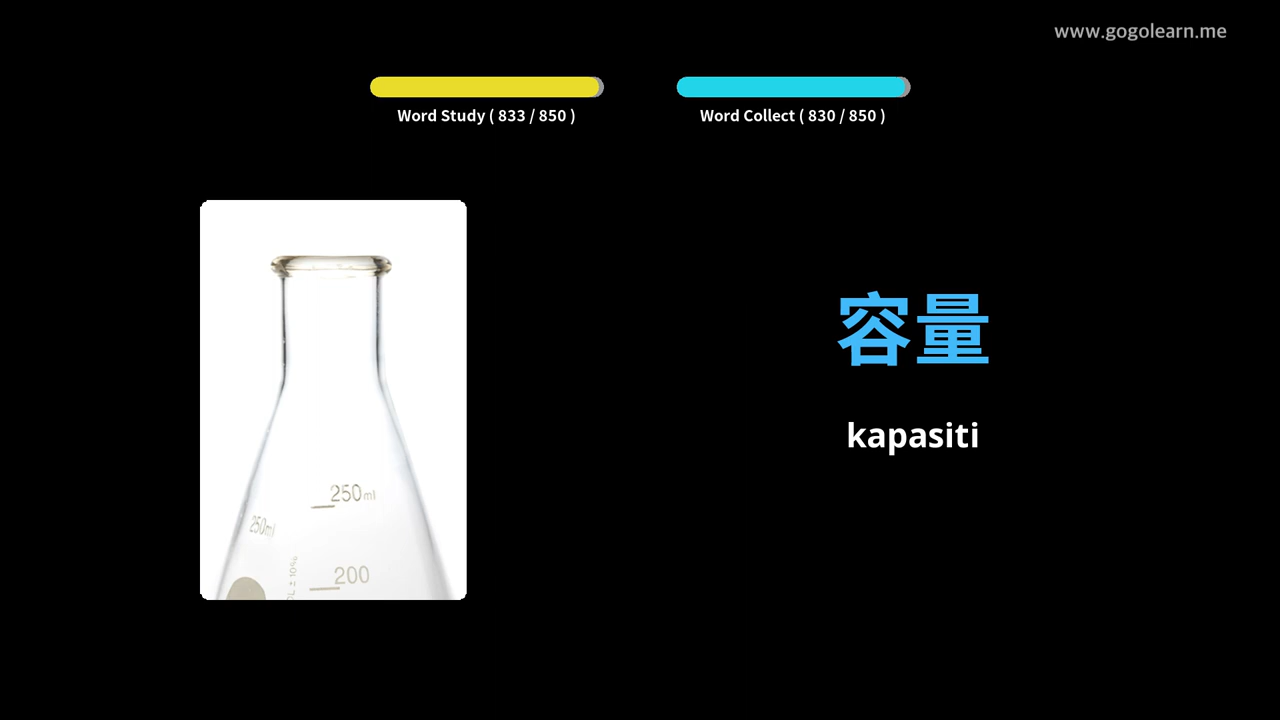 www.gogolearn.me
Word Study ( 833 / 850 )
Word Collect ( 830 / 850 )
容量
kapasiti
250ml
250ml
200